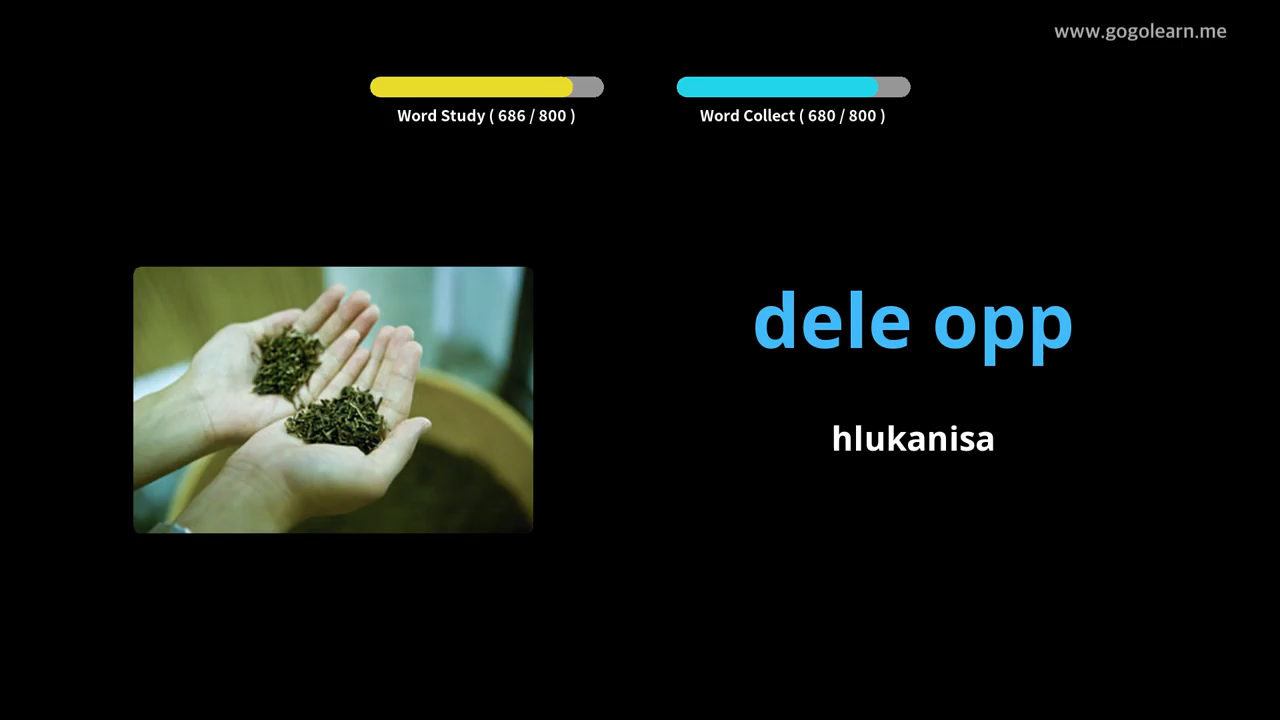 www.gogolearn.me
Word Study ( 686 / 800 )
Word Collect ( 680 / 800 )
dele opp
hlukanisa